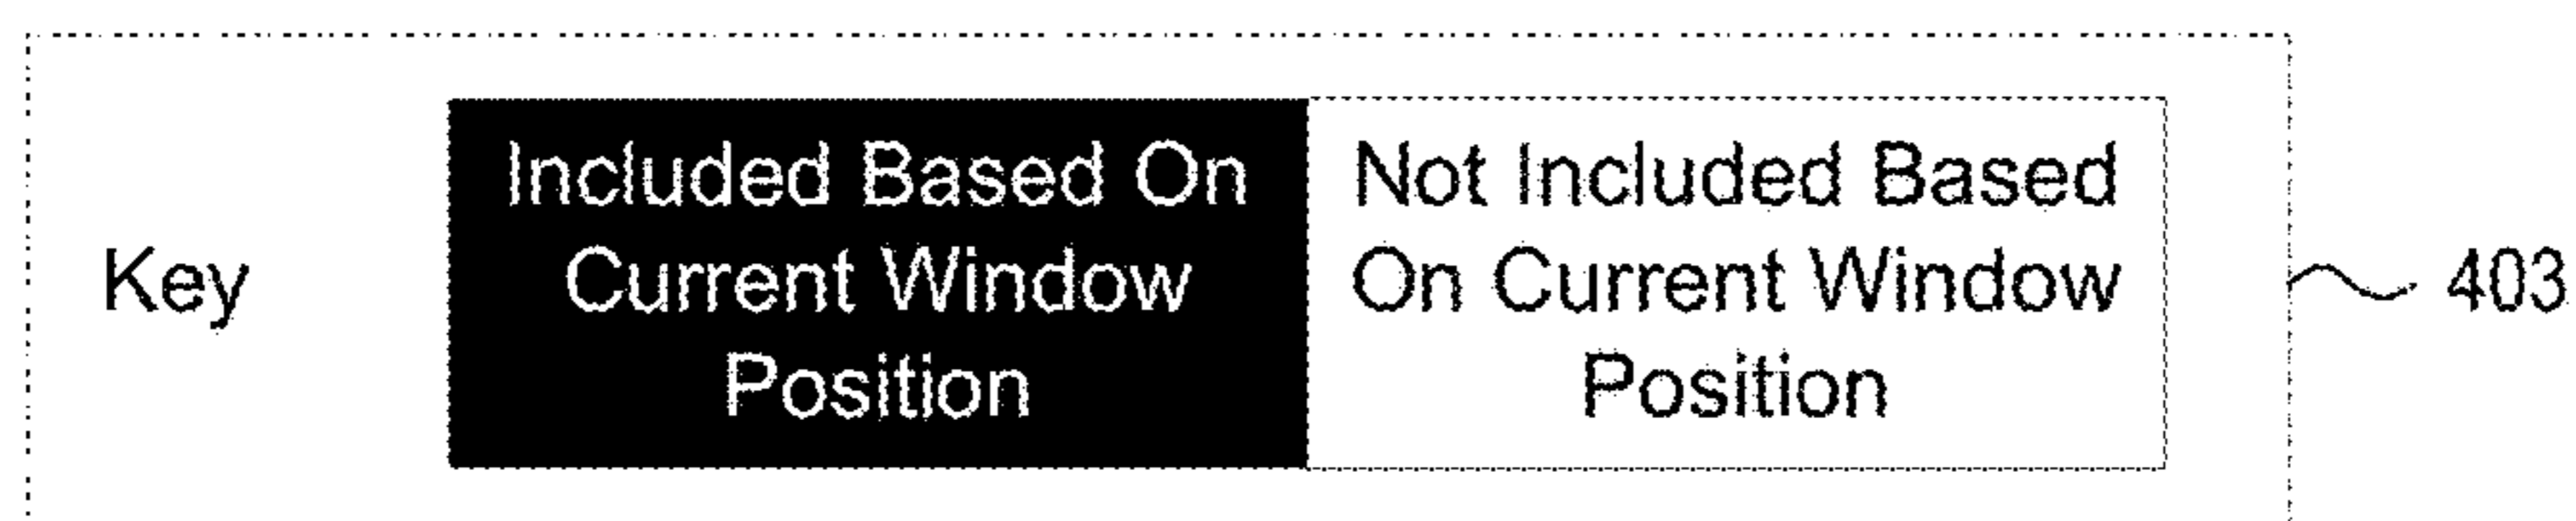 Key
Included Based On
Current Window
Position
Not Included Based
On Current Window
Position
403